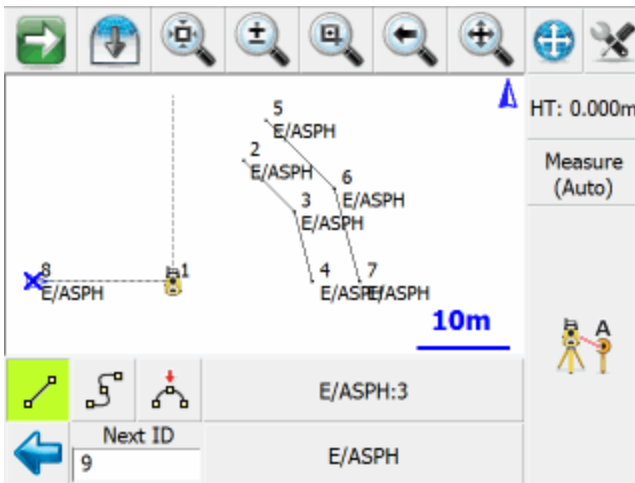 HT: 0.000m
Measure
(Auto)
5
E/ASPH
2
E/ASPH
6
E/ASPH
3
E/ASPH
8
E/ASPH
1
4
E/ASPH
7
E/ASPH
10m
A
E/ASPH:3
Next ID
9
E/ASPH